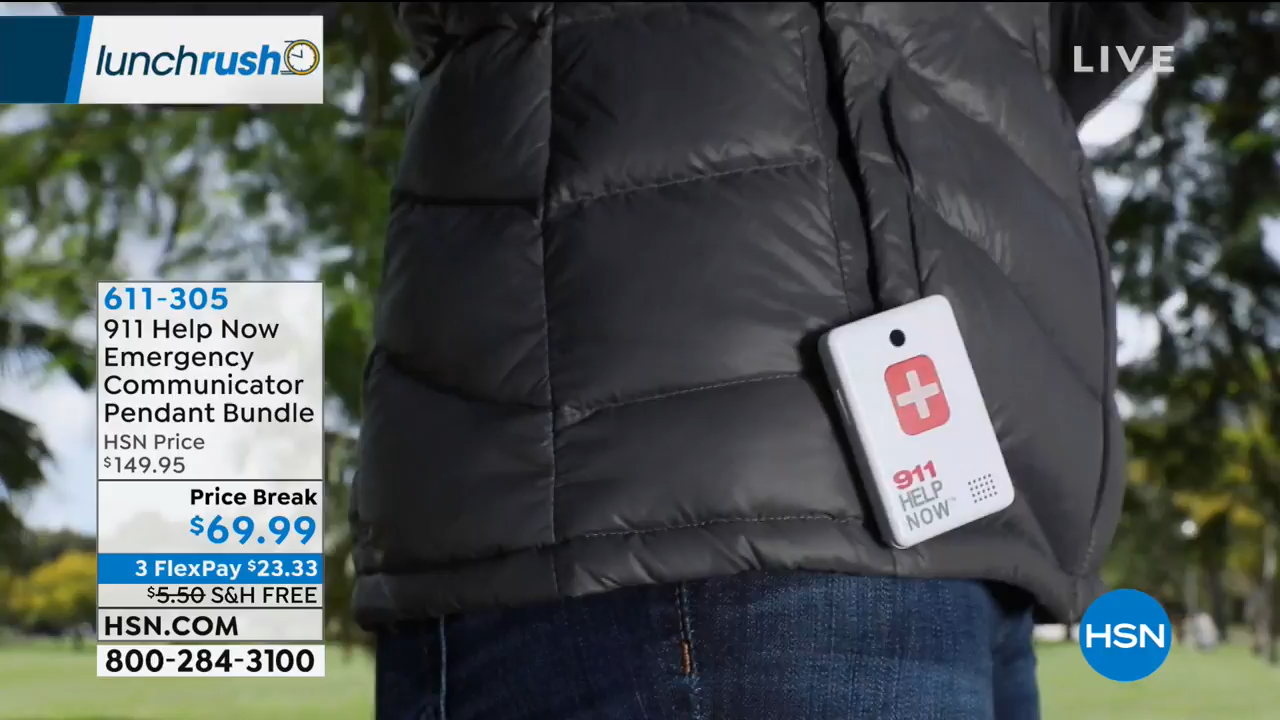 lunchrush
LIVE
611-305
911 Help Now
Emergency
Communicator
Pendant Bundle
HSN Price
$149.95
Price Break
$69.99
3 FlexPay $23.33
$5.50 S&H FREE
HSN.COM
800-284-3100
911
HELP
NOW™
HSN